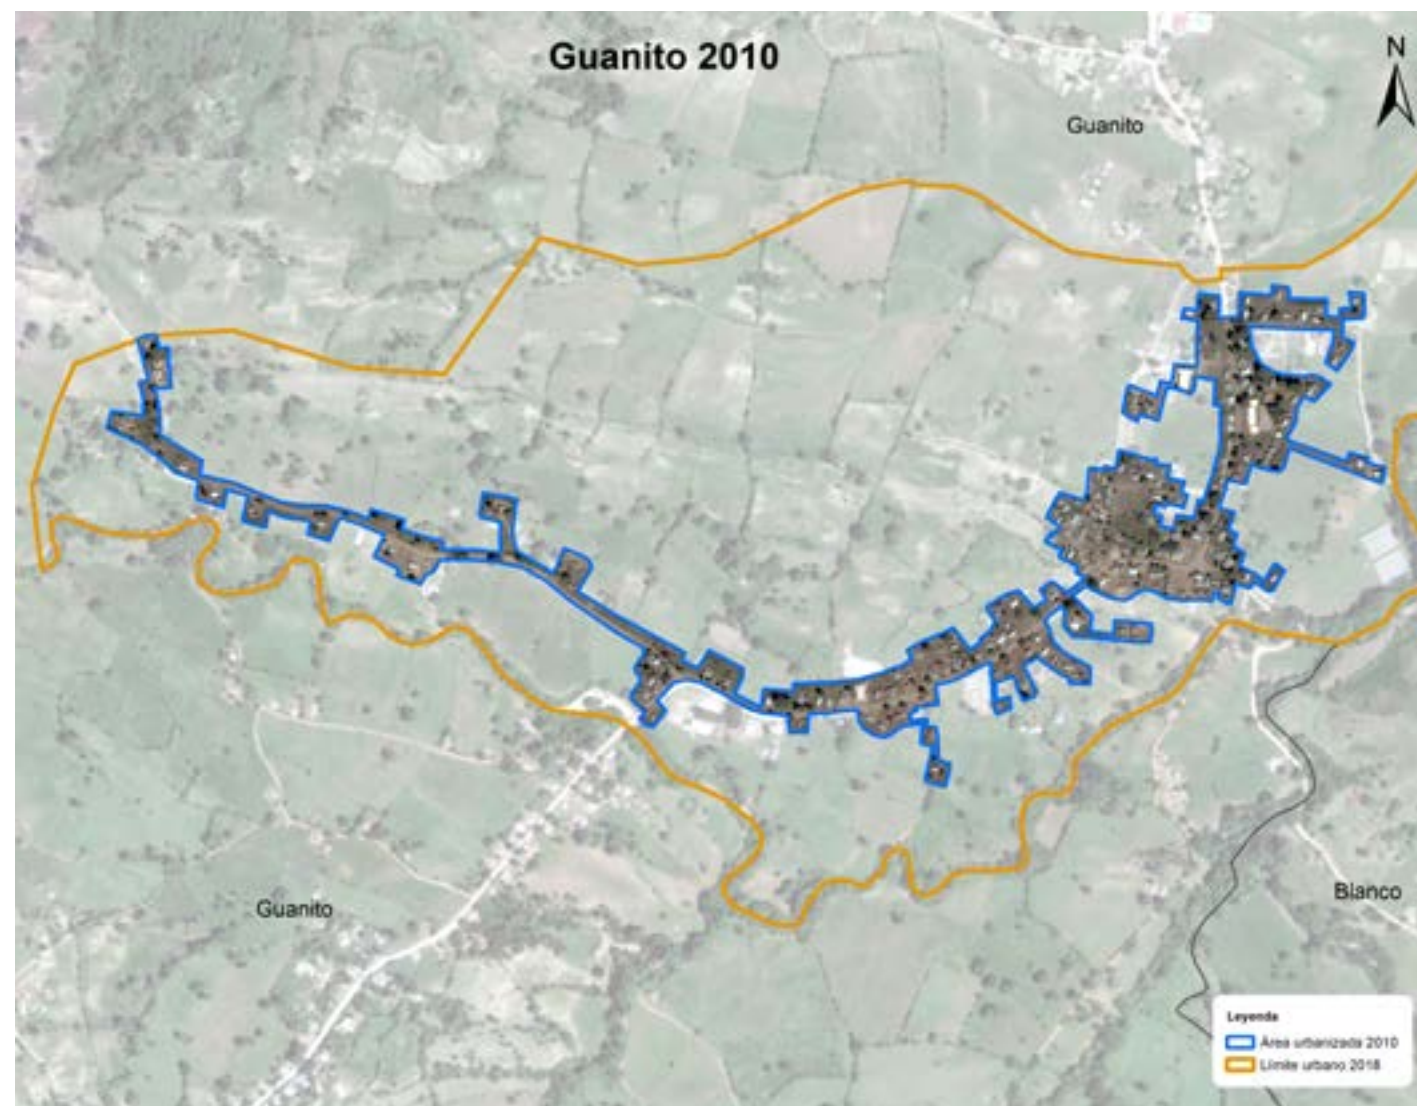 Guanito 2010
N
Guanito
Guanito
Blanco
Leyenda
Área urbanizada 2010
Límite urbano 2018